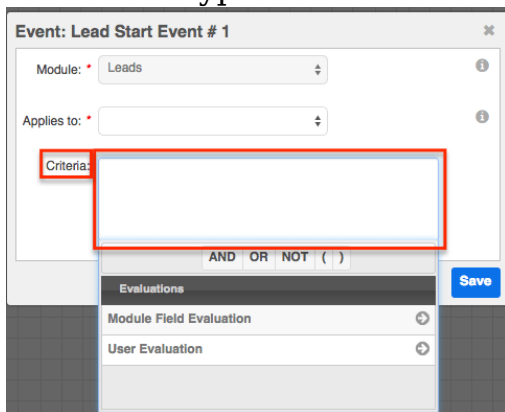 Event: Lead Start Event # 1
Module: * Leads
Applies to: *
Criteria:
AND OR NOT ( )
Evaluations
Save
Module Field Evaluation
User Evaluation